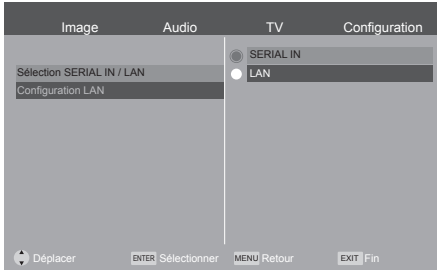 Image Audio TV Configuration
SERIAL IN
Sélection SERIAL IN / LAN
LAN
Configuration LAN
Déplacer ENTER Sélectionner MENU Retour EXIT Fin